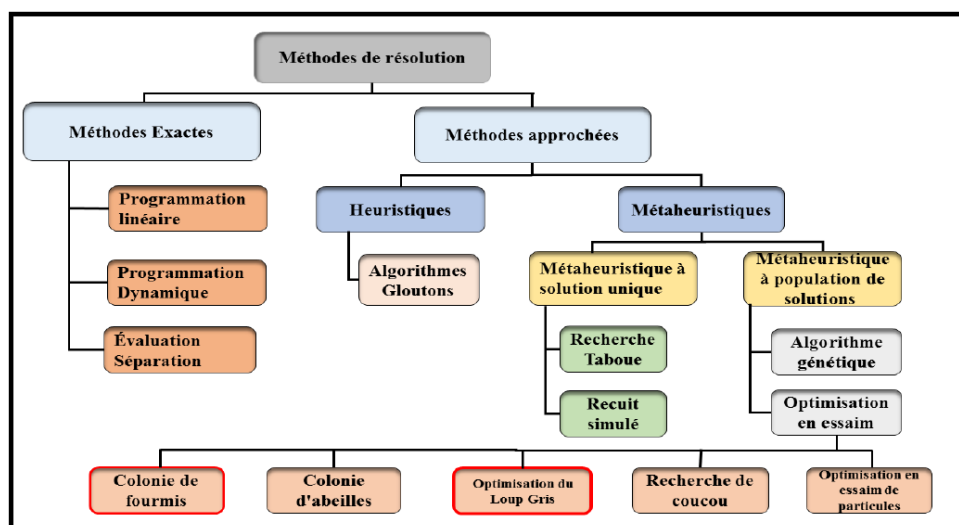 Méthodes de résolution
Méthodes Exactes
Méthodes approchées
Programmation
linéaire
Programmation
Dynamique
Évaluation
Séparation
Heuristiques
Métaheuristiques
Algorithmes
Gloutons
Métaheuristique à
solution unique
Métaheuristique
à population de
solutions
Recherche
Taboue
Recuit
simulé
Algorithme
génétique
Optimisation
en essaim
Colonie de
fourmis
Colonie
d'abeilles
Optimisation du
Loup Gris
Recherche de
coucou
Optimisation en
essaim de
particules